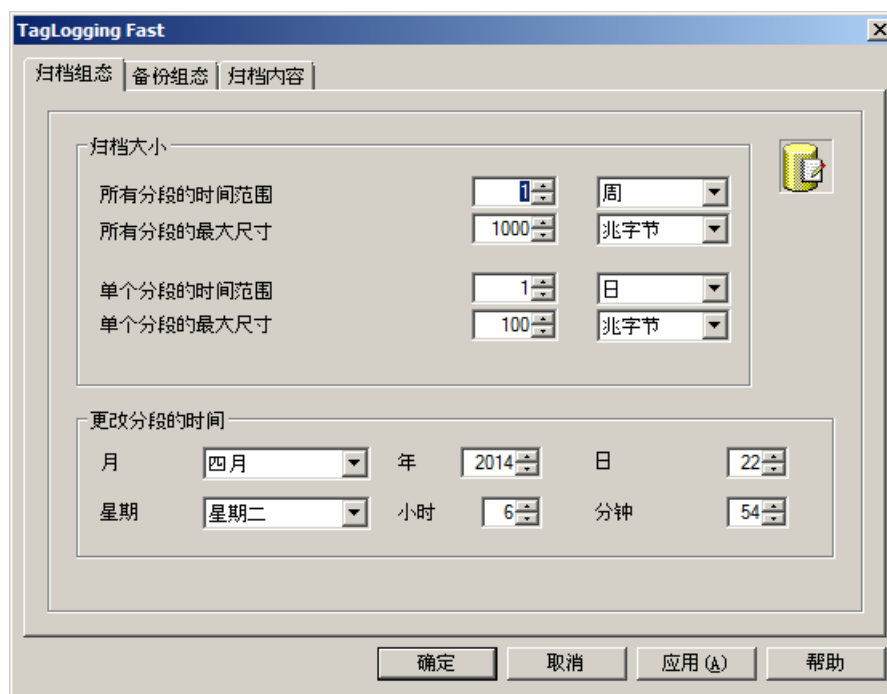 TagLogging Fast
归档组态 备份组态 归档内容
归档大小
所有分段的时间范围 1 周
所有分段的最大尺寸 1000 兆字节
单个分段的时间范围 1 日
单个分段的最大尺寸 100 兆字节
更改分段的时间
月 四月 年 2014 日 22
星期 星期二 小时 6 分钟 54
确定 取消 应用(A) 帮助